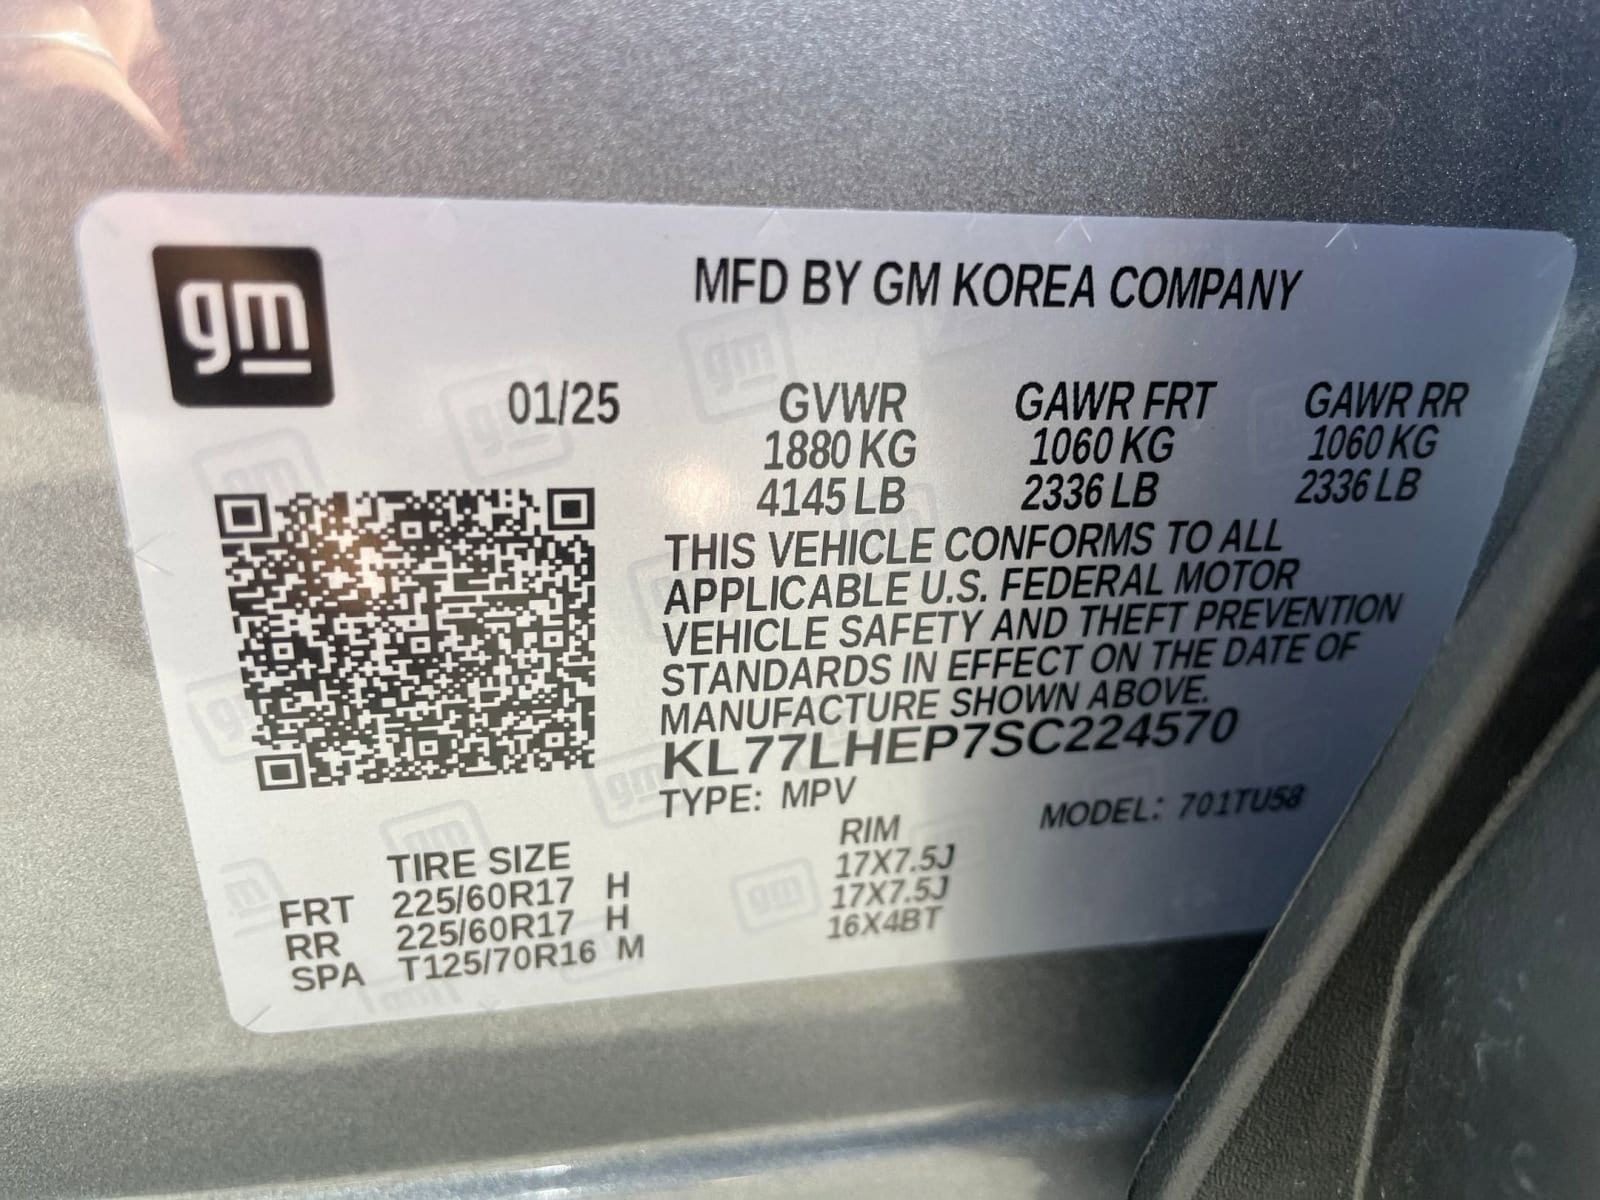 gm
MFD BY GM KOREA COMPANY
01/25 GVWR GAWR FRT GAWR RR
1880 KG 1060 KG 1060 KG
4145 LB 2336 LB 2336 LB
THIS VEHICLE CONFORMS TO ALL
APPLICABLE U.S. FEDERAL MOTOR
VEHICLE SAFETY AND THEFT PREVENTION
STANDARDS IN EFFECT ON THE DATE OF
MANUFACTURE SHOWN ABOVE.
KL77LHEP7SC224570
TYPE: MPV MODEL: 701TU58
TIRE SIZE RIM
FRT 225/60R17 H 17X7.5J
RR 225/60R17 H 17X7.5J
SPA T125/70R16 M 16X4BT